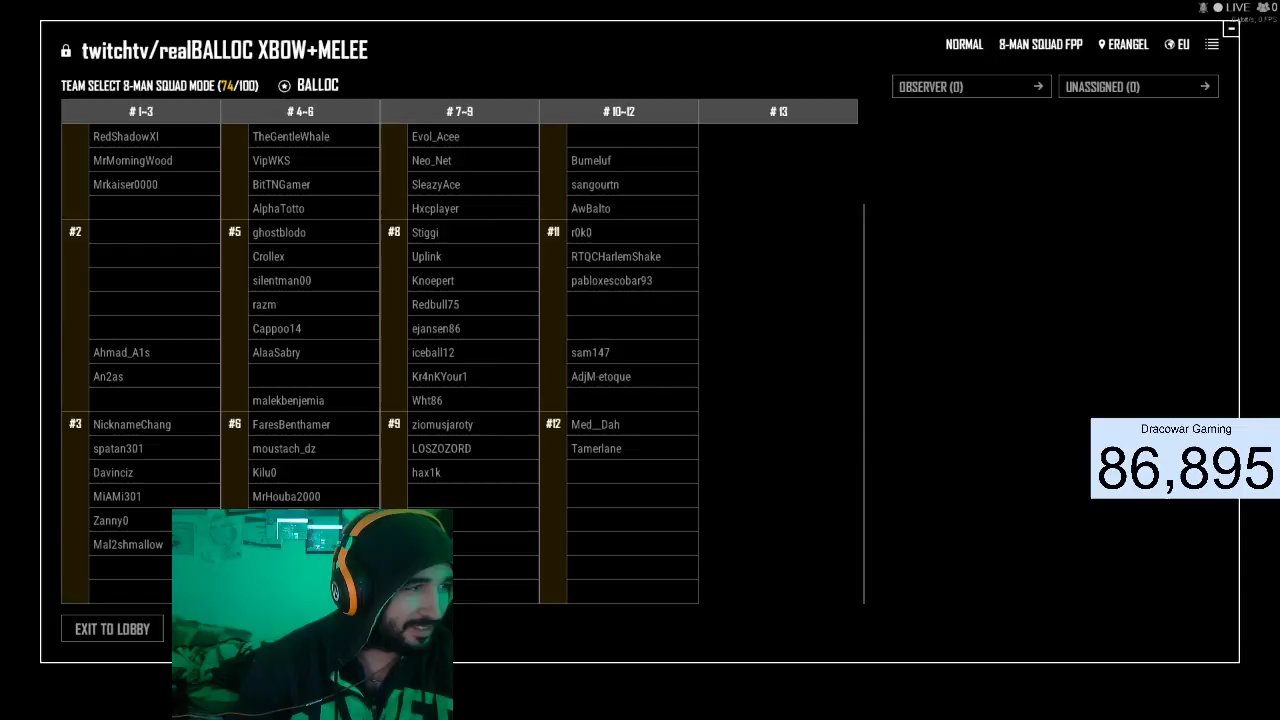 LIVE 0
twitchtv/realBALLOC XBOW+MELEE
NORMAL 8-MAN SQUAD FPP ERANGEL EU
TEAM SELECT 8-MAN SQUAD MODE (74/100) BALLOC
OBSERVER (0) UNASSIGNED (0)
# 1~3 # 4~6 # 7~9 # 10~12 # 13
RedShadowXI TheGentleWhale Evol_Acee
MrMorningWood VipWKS Neo_Net Bumeluf
Mrkaiser0000 BitTNGamer SleazyAce sangourtn
AlphaTotto Hxcplayer AwBalto
#2 #5 ghostblodo #8 Stiggi #11 r0k0
Crollex Uplink RTQCHarlemShake
silentman00 Knoepert pabloxescobar93
razm Redbull75
Cappoo14 ejansen86
Ahmad_A1s AlaaSabry iceball12 sam147
An2as Kr4nKYour1 AdjM-etoque
malekbenjemia Wht86
#3 NicknameChang #6 FaresBenthamer #9 ziomusjaroty #12 Med__Dah
spatan301 moustach_dz LOSZOZORD Tamerlane
Davinciz Kilu0 hax1k
MiAMi301 MrHouba2000
Zanny0
Mal2shmallow
EXIT TO LOBBY
Dracowar Gaming
86,895